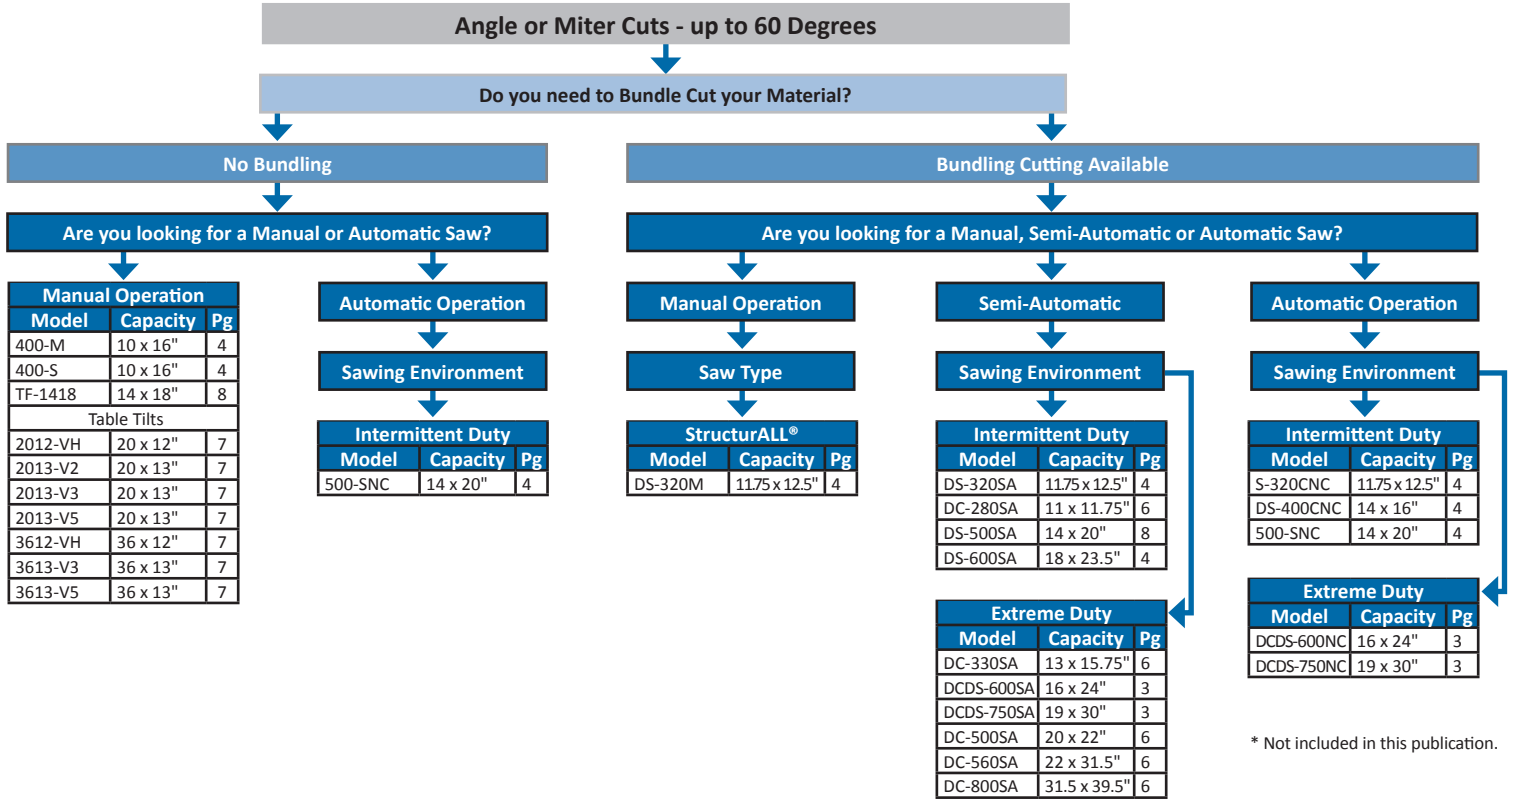 Angle or Miter Cuts - up to 60 Degrees
Do you need to Bundle Cut your Material?
No Bundling
Are you looking for a Manual or Automatic Saw?
Manual Operation
Model Capacity Pg
400-M 10 x 16" 4
400-S 10 x 16" 4
TF-1418 14 x 18" 8
Table Tilts
2012-VH 20 x 12" 7
2013-V2 20 x 13" 7
2013-V3 20 x 13" 7
2013-V5 20 x 13" 7
3612-VH 36 x 12" 7
3613-V3 36 x 13" 7
3613-V5 36 x 13" 7
Automatic Operation
Sawing Environment
Intermittent Duty
Model Capacity Pg
500-SNC 14 x 20" 4
Bundling Cutting Available
Are you looking for a Manual, Semi-Automatic or Automatic Saw?
Manual Operation
Saw Type
StructurALL®
Model Capacity Pg
DS-320M 11.75 x 12.5" 4
Semi-Automatic
Sawing Environment
Intermittent Duty
Model Capacity Pg
DS-320SA 11.75 x 12.5" 4
DC-280SA 11 x 11.75" 6
DS-500SA 14 x 20" 8
DS-600SA 18 x 23.5" 4
Extreme Duty
Model Capacity Pg
DC-330SA 13 x 15.75" 6
DCDS-600SA 16 x 24" 3
DCDS-750SA 19 x 30" 3
DC-500SA 20 x 22" 6
DC-560SA 22 x 31.5" 6
DC-800SA 31.5 x 39.5" 6
Automatic Operation
Sawing Environment
Intermittent Duty
Model Capacity Pg
S-320CNC 11.75 x 12.5" 4
DS-400CNC 14 x 16" 4
500-SNC 14 x 20" 4
Extreme Duty
Model Capacity Pg
DCDS-600NC 16 x 24" 3
DCDS-750NC 19 x 30" 3
* Not included in this publication.